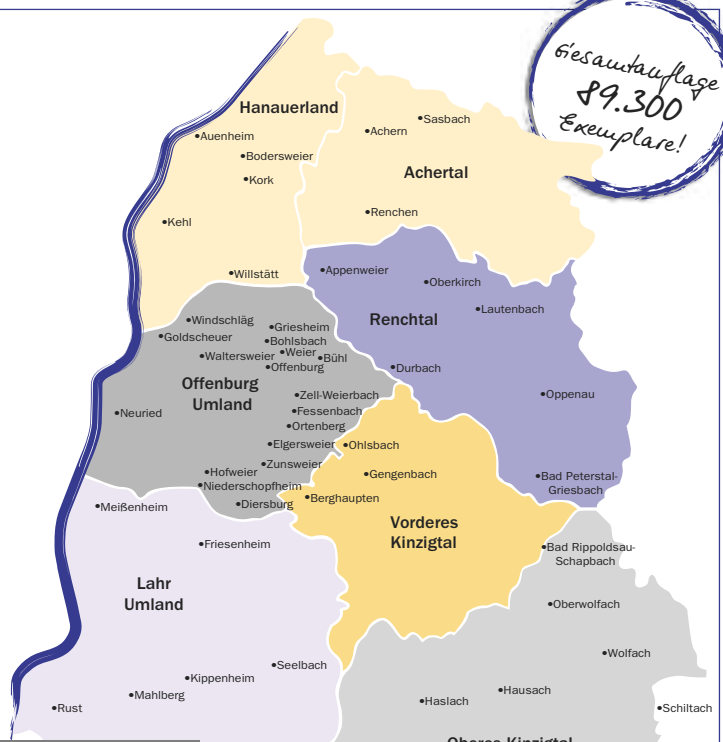 Gesamtauflage
89.300
Exemplare!
Hanauerland
•Auenheim
•Bodersweier
•Kork
•Kehl
•Willstätt
•Sasbach
•Achern
Achertal
•Renchen
•Appenweier
•Oberkirch
•Lautenbach
Renchtal
•Durbach
•Oppenau
•Bad Peterstal-
Griesbach
•Windschläg
•Griesheim
•Goldscheuer
•Bohlsbach
•Weier
•Waltersweier
•Bühl
•Offenburg
Offenburg
Umland
•Zell-Weierbach
•Neuried
•Fessenbach
•Ortenberg
•Elgersweier
•Zunsweier
•Hofweier
•Niederschopfheim
•Diersburg
•Ohlsbach
•Gengenbach
•Berghaupten
Vorderes
Kinzigtal
•Meißenheim
•Friesenheim
Lahr
Umland
•Seelbach
•Kippenheim
•Mahlberg
•Rust
•Bad Rippoldsau-
Schapbach
•Oberwolfach
•Wolfach
•Hausach
•Haslach
•Schiltach
Oberes Kinzigtal